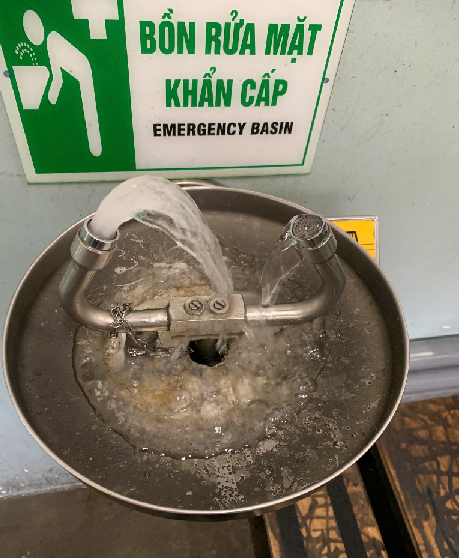 BỒN RỬA MẶT
KHẨN CẤP
EMERGENCY BASIN